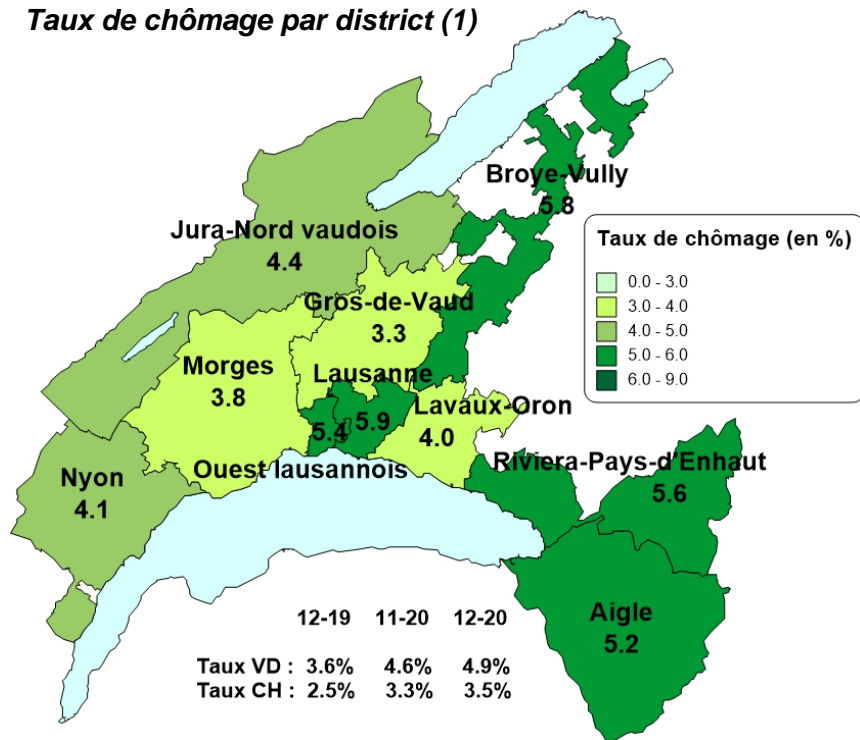 Taux de chômage par district (1)
Broye-Vully
5.8
Jura-Nord vaudois
4.4
Taux de chômage (en %)
0.0 - 3.0
3.0 - 4.0
4.0 - 5.0
5.0 - 6.0
6.0 - 9.0
Gros-de-Vaud
3.3
Morges
3.8
Lausanne
5.9
5.4
Lavaux-Oron
4.0
Ouest lausannois
Riviera-Pays-d'Enhaut
5.6
Nyon
4.1
Aigle
5.2
12-19 11-20 12-20
Taux VD : 3.6% 4.6% 4.9%
Taux CH : 2.5% 3.3% 3.5%